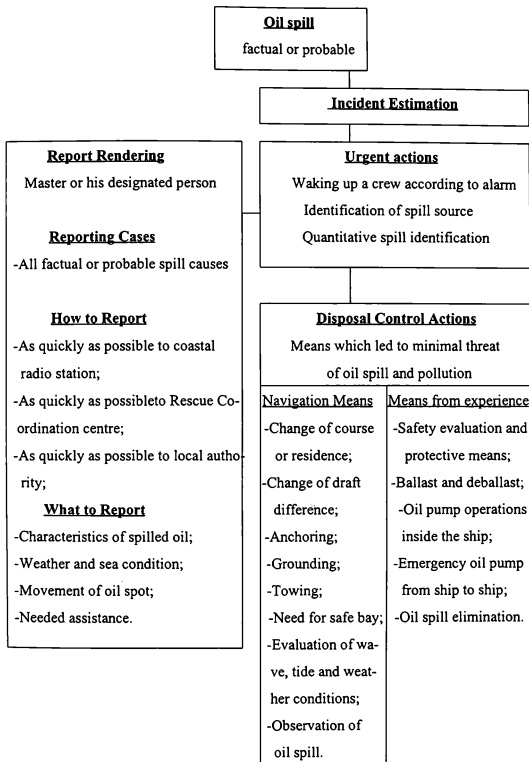 Oil spill
factual or probable
Incident Estimation
Report Rendering
Master or his designated person
Reporting Cases
-All factual or probable spill causes
How to Report
-As quickly as possible to coastal
radio station;
-As quickly as possibleto Rescue Co-
ordination centre;
-As quickly as possible to local autho-
rity;
What to Report
-Characteristics of spilled oil;
-Weather and sea condition;
-Movement of oil spot;
-Needed assistance.
Urgent actions
Waking up a crew according to alarm
Identification of spill source
Quantitative spill identification
Disposal Control Actions
Means which led to minimal threat
of oil spill and pollution
Navigation Means
-Change of course
or residence;
-Change of draft
difference;
-Anchoring;
-Grounding;
-Towing;
-Need for safe bay;
-Evaluation of wa-
ve, tide and weat-
her conditions;
-Observation of
oil spill.
Means from experience
-Safety evaluation and
protective means;
-Ballast and deballast;
-Oil pump operations
inside the ship;
-Emergency oil pump
from ship to ship;
-Oil spill elimination.